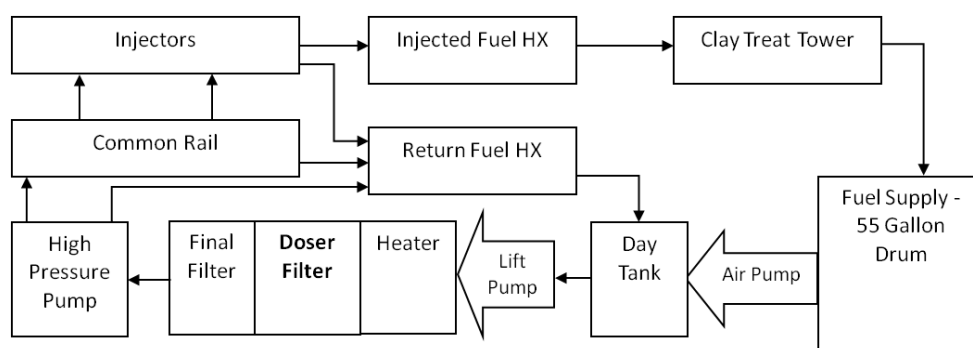 Injectors
Injected Fuel HX
Clay Treat Tower
Common Rail
Return Fuel HX
Fuel Supply -
55 Gallon
Drum
High
Pressure
Pump
Final
Filter
Doser
Filter
Heater
Lift
Pump
Day
Tank
Air Pump